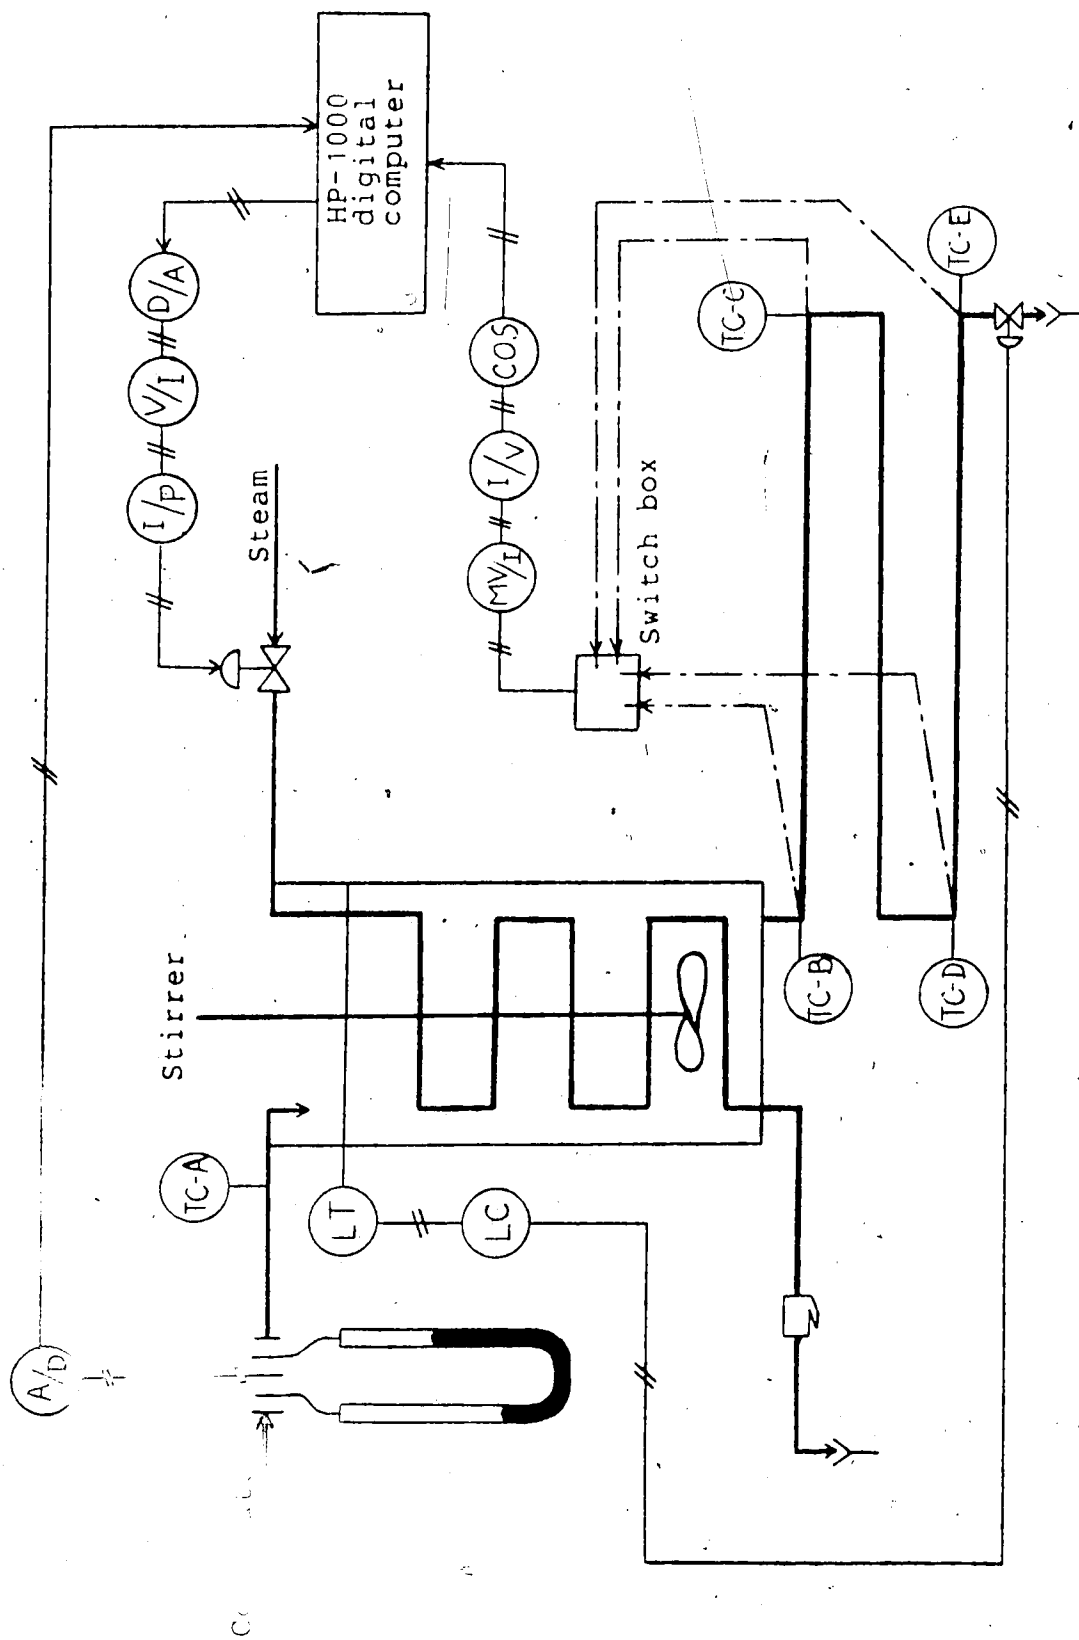 A/D
TC-A
Stirrer
I/P
V/I
D/A
Steam
HP-1000
digital
computer
LT
LC
MV/I
I/V
COS
Switch box
TC-B
TC-C
TC-D
TC-E